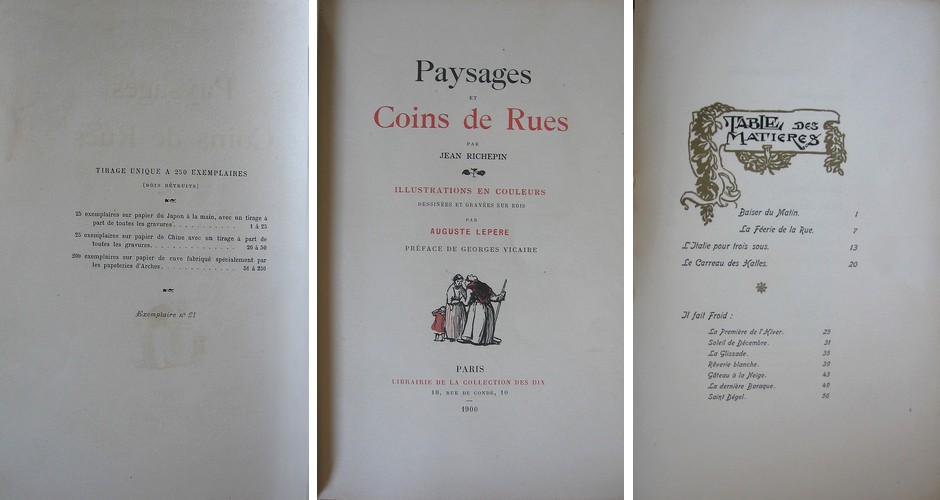 TIRAGE UNIQUE A 250 EXEMPLAIRES
(BOIS DÉTRUITS)
25 exemplaires sur papier du Japon à la main, avec un tirage à
part de toutes les gravures. . . . . . . . . . . 1 à 25
25 exemplaires sur papier de Chine avec un tirage à part de
toutes les gravures. . . . . . . . . . . . . 26 à 50
200 exemplaires sur papier de cuve fabriqué spécialement par
les papeteries d'Arches . . . . . . . . . . . . 51 à 250
Exemplaire nº 21
Paysages
ET
Coins de Rues
PAR
JEAN RICHEPIN
ILLUSTRATIONS EN COULEURS
DESSINÉES ET GRAVÉES SUR BOIS
PAR
AUGUSTE LEPERE
PRÉFACE DE GEORGES VICAIRE
PARIS
LIBRAIRIE DE LA COLLECTION DES DIX
RUE DE CONDÉ, 10
1900
TABLE DES
MATIERES
Baiser du Matin. 1
La Féerie de la Rue. 7
L'Italie pour trois sous. 13
Le Carreau des Halles. 20
Il fait Froid :
La Première de l'Hiver. 25
Soleil de Décembre. 31
La Glissade. 35
Rêverie blanche. 39
Gâteau à la Neige. 43
La dernière Baraque. 49
Saint Dégel. 56